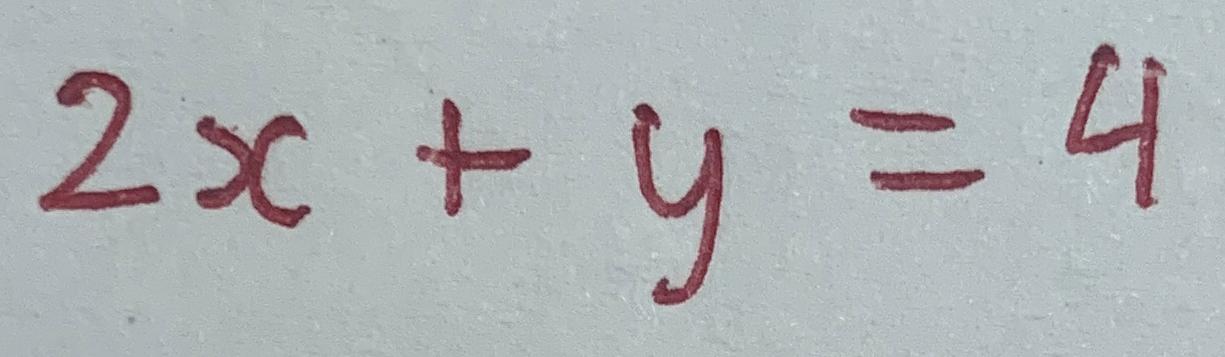 2x + y = 4